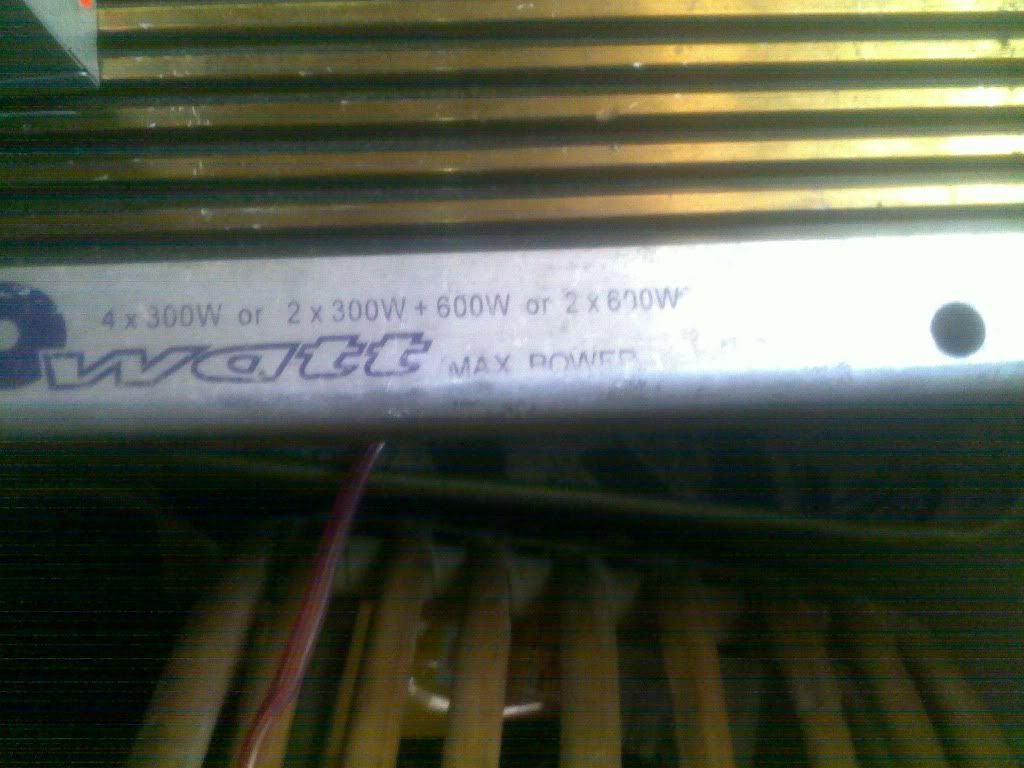 4 x 300W or 2 x 300W + 600W or 2 x 600W
watt MAX POWER